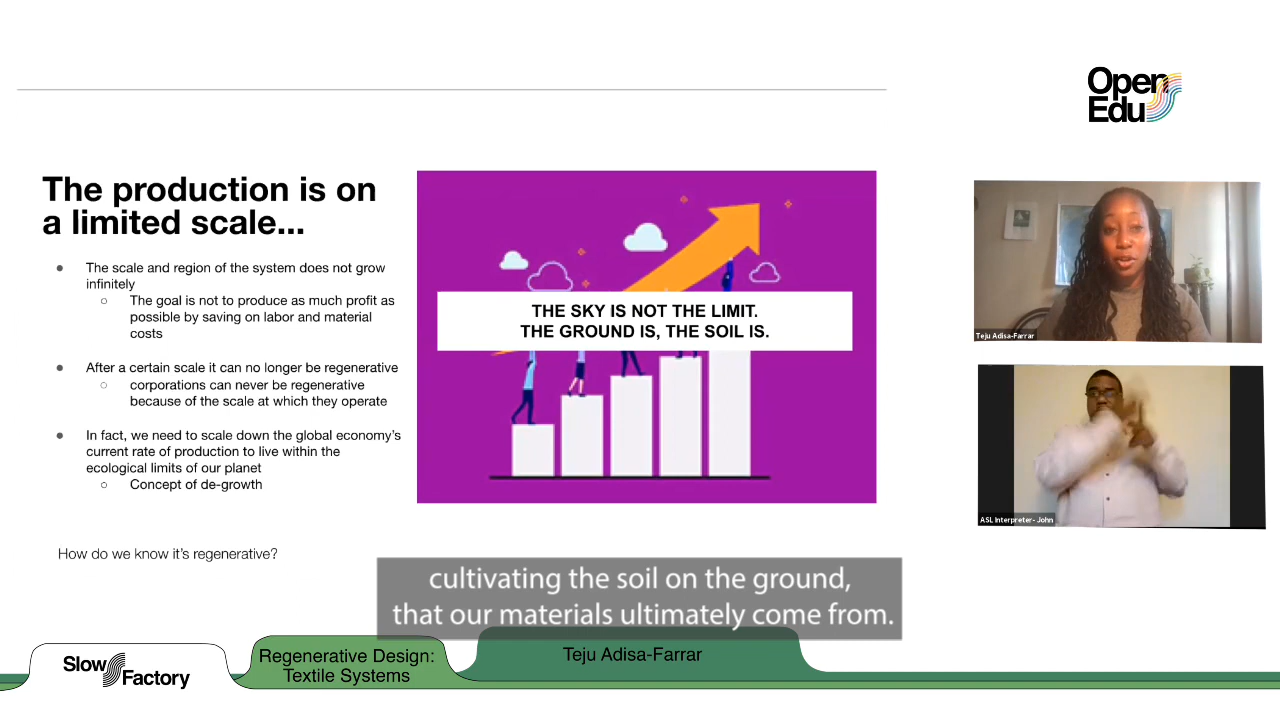 Open
Edu
The production is on
a limited scale...
● The scale and region of the system does not grow
infinitely
○ The goal is not to produce as much profit as
possible by saving on labor and material
costs
● After a certain scale it can no longer be regenerative
○ corporations can never be regenerative
because of the scale at which they operate
● In fact, we need to scale down the global economy's
current rate of production to live within the
ecological limits of our planet
○ Concept of de-growth
THE SKY IS NOT THE LIMIT.
THE GROUND IS, THE SOIL IS.
Teju Adisa-Farrar
ASL Interpreter- John
How do we know it's regenerative?
cultivating the soil on the ground,
that our materials ultimately come from.
Slow
Factory
Regenerative Design:
Textile Systems
Teju Adisa-Farrar